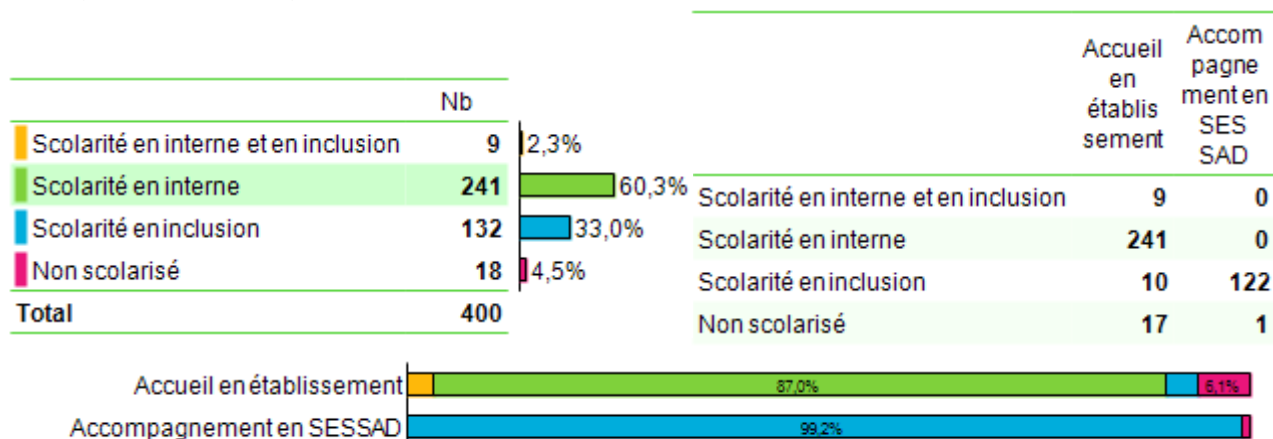 Nb
Scolarité en interne et en inclusion 9 2,3%
Scolarité en interne 241 60,3%
Scolarité en inclusion 132 33,0%
Non scolarisé 18 4,5%
Total 400
Accueil
en
établis
sement
Accom
pagne
ment en
SES
SAD
Scolarité en interne et en inclusion 9 0
Scolarité en interne 241 0
Scolarité en inclusion 10 122
Non scolarisé 17 1
Accueil en établissement 87,0% 6,1%
Accompagnement en SESSAD 99,2%